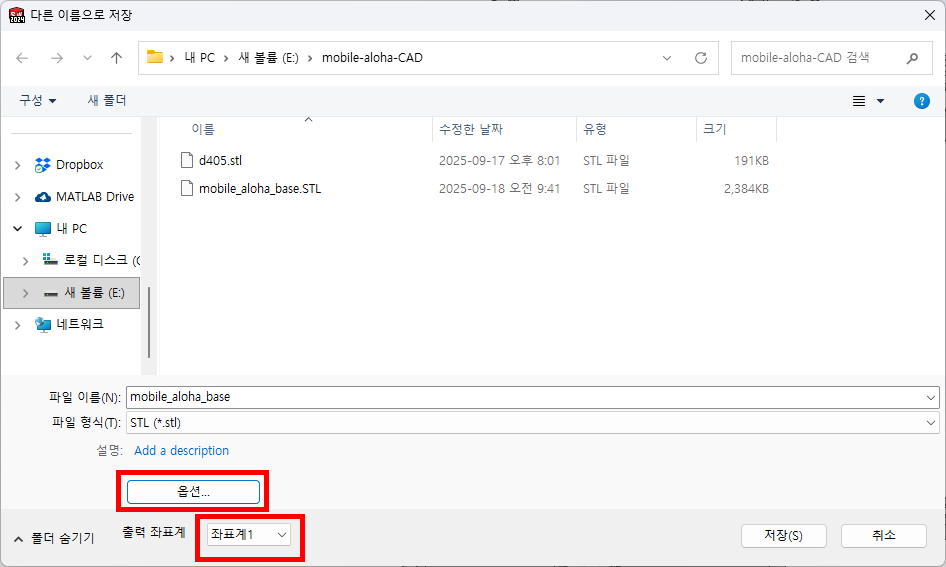 다른 이름으로 저장
내 PC > 새 볼륨 (E:) > mobile-aloha-CAD
mobile-aloha-CAD 검색
구성
새 폴더
이름 수정한 날짜 유형 크기
d405.stl 2025-09-17 오후 8:01 STL 파일 191KB
mobile_aloha_base.STL 2025-09-18 오전 9:41 STL 파일 2,384KB
Dropbox
MATLAB Drive
내 PC
로컬 디스크 (C
새 볼륨 (E:)
네트워크
파일 이름(N): mobile_aloha_base
파일 형식(T): STL (*.stl)
설명: Add a description
옵션...
폴더 숨기기
출력 좌표계 좌표계1
저장(S)
취소